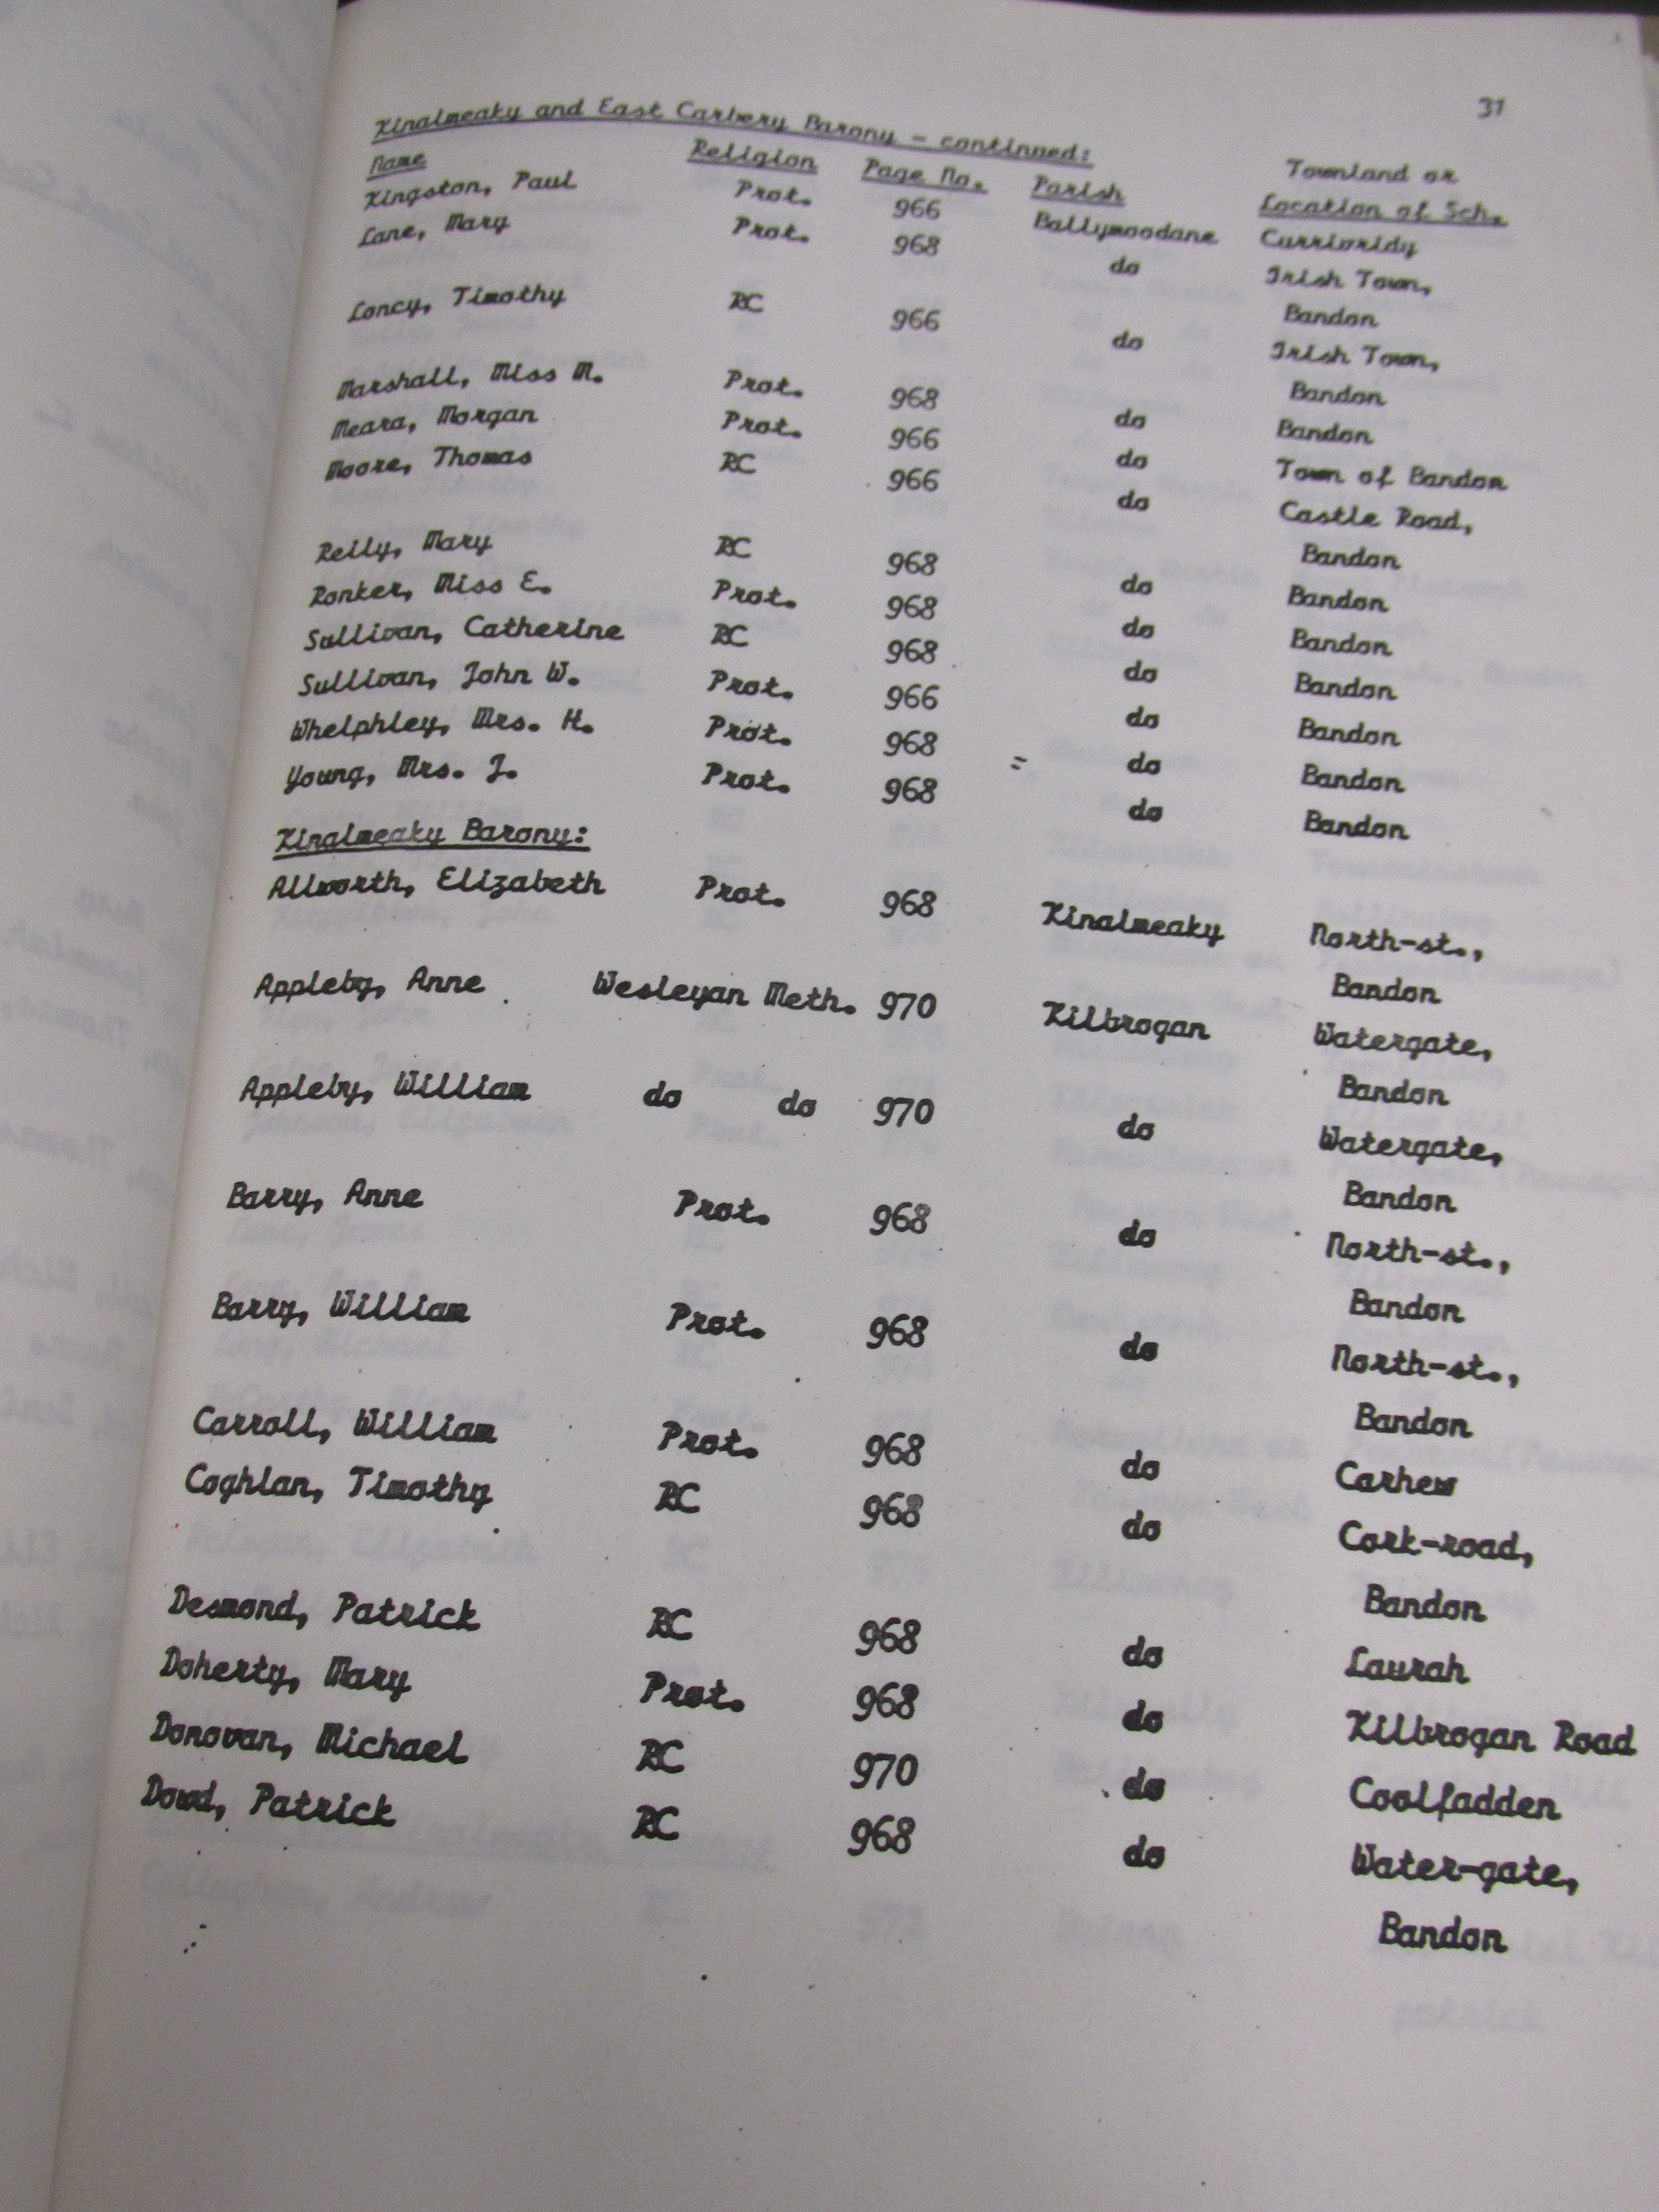 31
Kinalmeaky and East Carbery Barony - continued:
Townland or
Name Religion Page No. Parish Location of Sch.
Kingston, Paul Prot. 966 Ballymoodane Currivridy
Lane, Mary Prot. 968 do Irish Town,
Bandon
Loncy, Timothy RC 966 do Irish Town,
Bandon
Marshall, Miss M. Prot. 968 do Bandon
Meara, Morgan Prot. 966 do Town of Bandon
Moore, Thomas RC 966 do Castle Road,
Bandon
Reily, Mary RC 968 do Bandon
Ronker, Miss E. Prot. 968 do Bandon
Sullivan, Catherine RC 968 do Bandon
Sullivan, John W. Prot. 966 do Bandon
Whelphley, Mrs. H. Prot. 968 = do Bandon
Young, Mrs. J. Prot. 968 do Bandon
Kinalmeaky Barony:
Allworth, Elizabeth Prot. 968 Kinalmeaky North-st.,
Bandon
Appleby, Anne Wesleyan Meth. 970 Kilbrogan Watergate,
Bandon
Appleby, William do do 970 do Watergate,
Bandon
Barry, Anne Prot. 968 do North-st.,
Bandon
Barry, William Prot. 968 do North-st.,
Bandon
Carroll, William Prot. 968 do Carhew
Coghlan, Timothy RC 968 do Cork-road,
Bandon
Desmond, Patrick RC 968 do Laurah
Doherty, Mary Prot. 968 do Kilbrogan Road
Donovan, Michael RC 970 do Coolfadden
Dowd, Patrick RC 968 do Water-gate,
Bandon